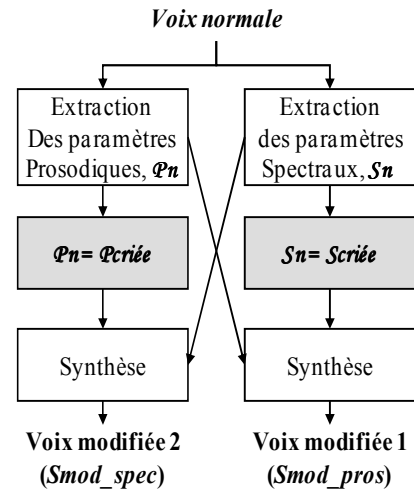 Voix normale
Extraction
Des paramètres
Prosodiques, Pn
Extraction
des paramètres
Spectraux, Sn
Pn= Pcriée
Sn= Scriée
Synthèse
Synthèse
Voix modifiée 2
(Smod_spec)
Voix modifiée 1
(Smod_pros)